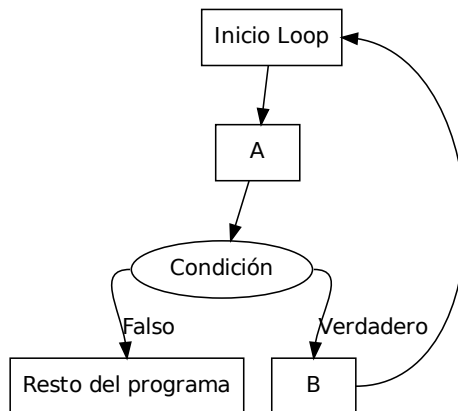 Inicio Loop
A
Condición
Falso
Verdadero
Resto del programa
B